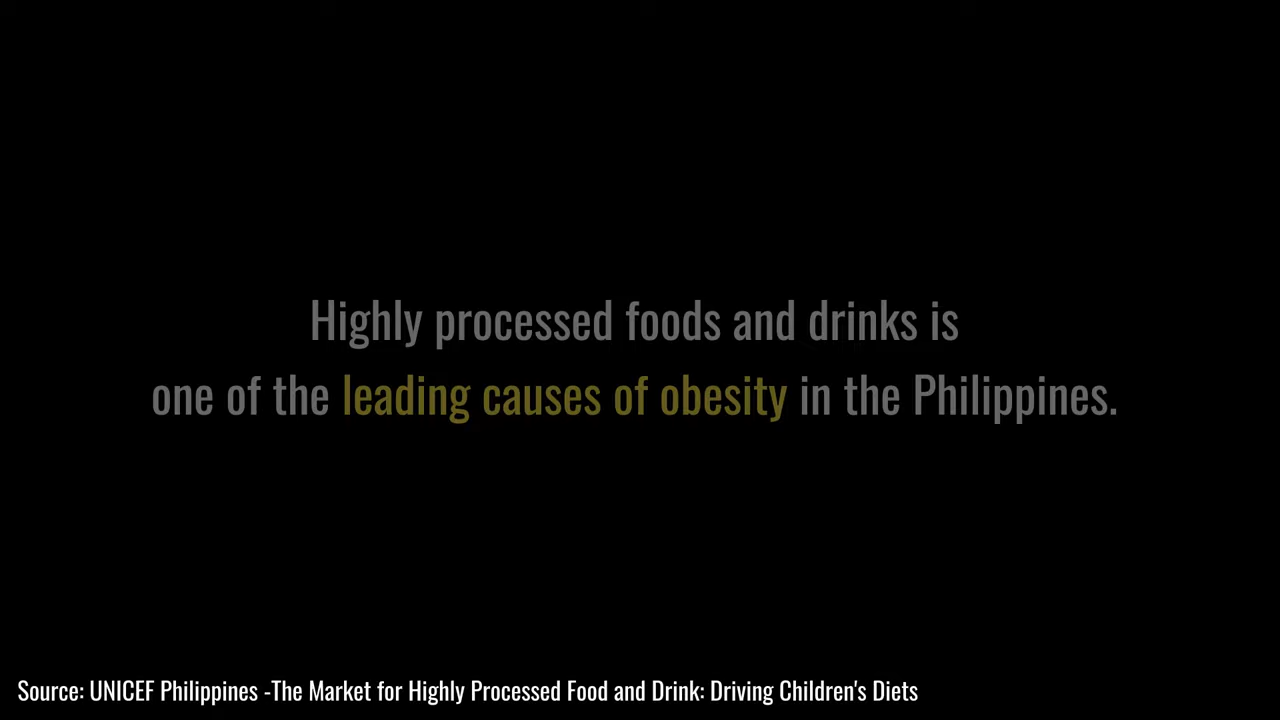 Highly processed foods and drinks is
one of the leading causes of obesity in the Philippines.
Source: UNICEF Philippines -The Market for Highly Processed Food and Drink: Driving Children's Diets